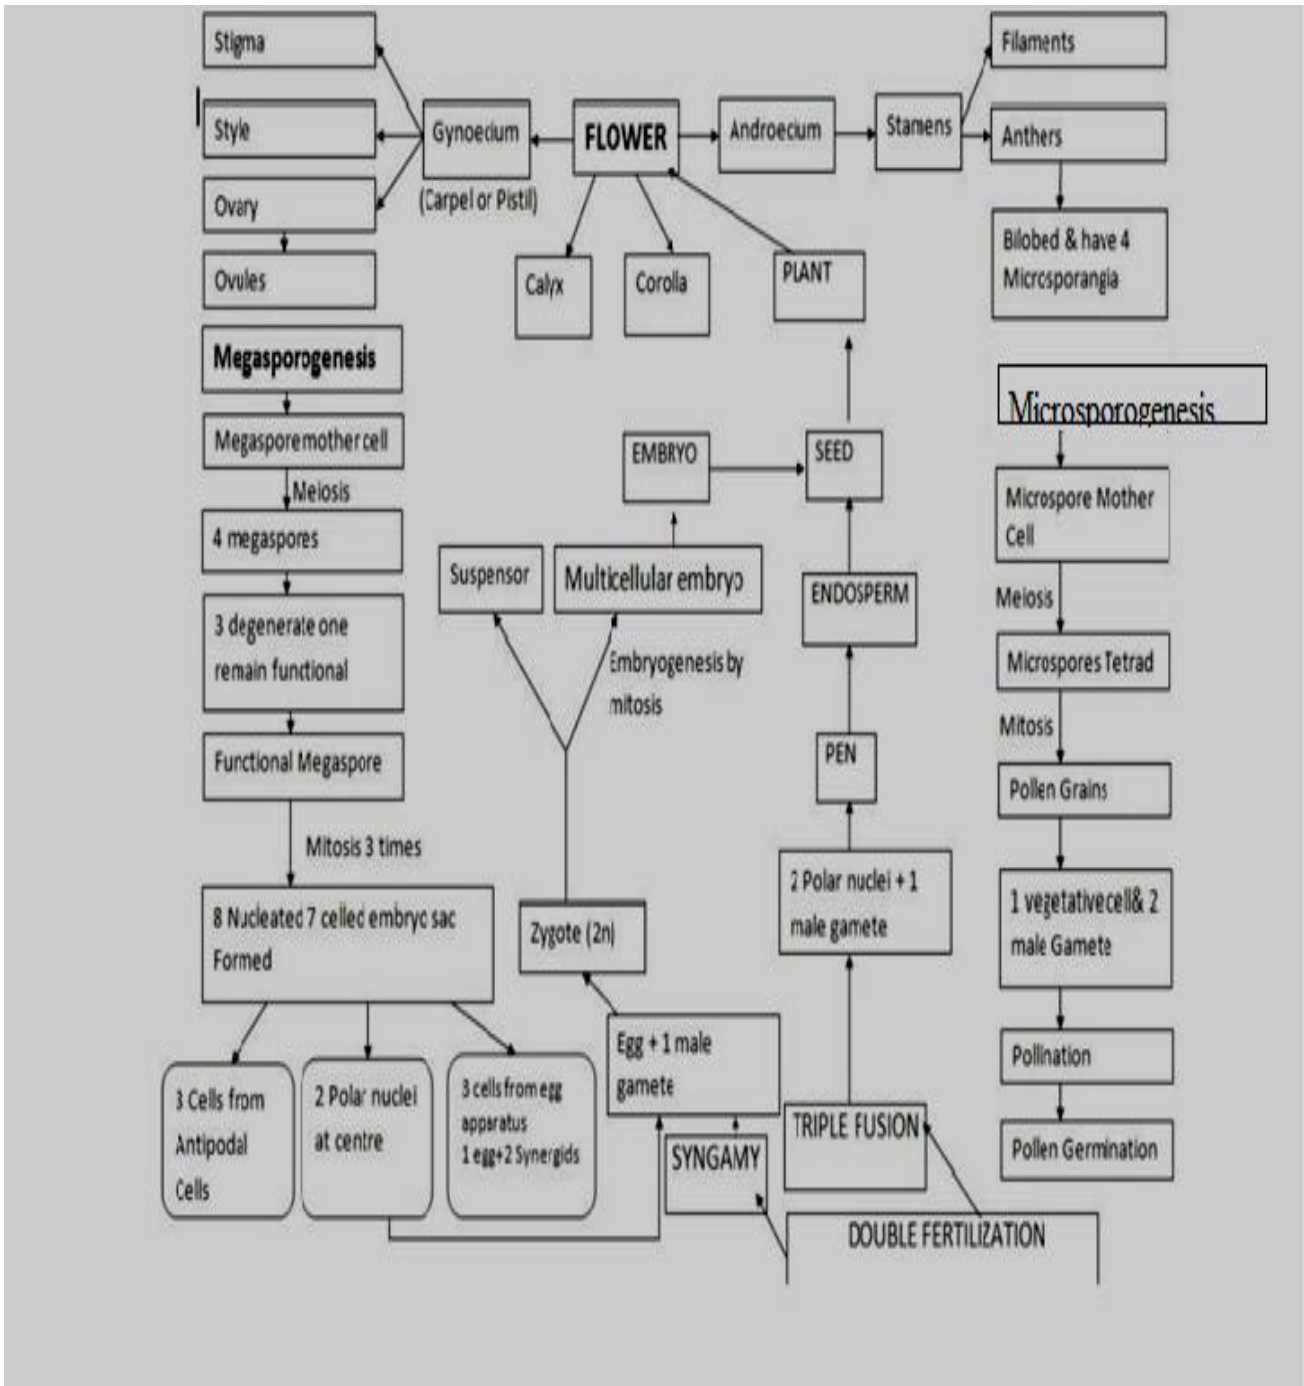 Stigma
Style
Ovary
Ovules
Gynoecium
(Carpel or Pistil)
FLOWER
Androecium
Stamens
Filaments
Anthers
Bilobed & have 4
Microsporangia
Calyx
Corolla
PLANT
Megasporogenesis
Megaspore mother cell
Meiosis
4 megaspores
3 degenerate one
remain functional
Functional Megaspore
Mitosis 3 times
8 Nucleated 7 celled embryo sac
Formed
3 Cells from
Antipodal
Cells
2 Polar nuclei
at centre
3 cells from egg
apparatus
1 egg+2 Synergids
EMBRYO
SEED
Suspensor
Multicellular embryo
Embryogenesis by
mitosis
Zygote (2n)
Egg + 1 male
gamete
SYNGAMY
ENDOSPERM
PEN
2 Polar nuclei + 1
male gamete
TRIPLE FUSION
DOUBLE FERTILIZATION
Microsporogenesis
Microspore Mother
Cell
Meiosis
Microspores Tetrad
Mitosis
Pollen Grains
1 vegetative cell& 2
male Gamete
Pollination
Pollen Germination